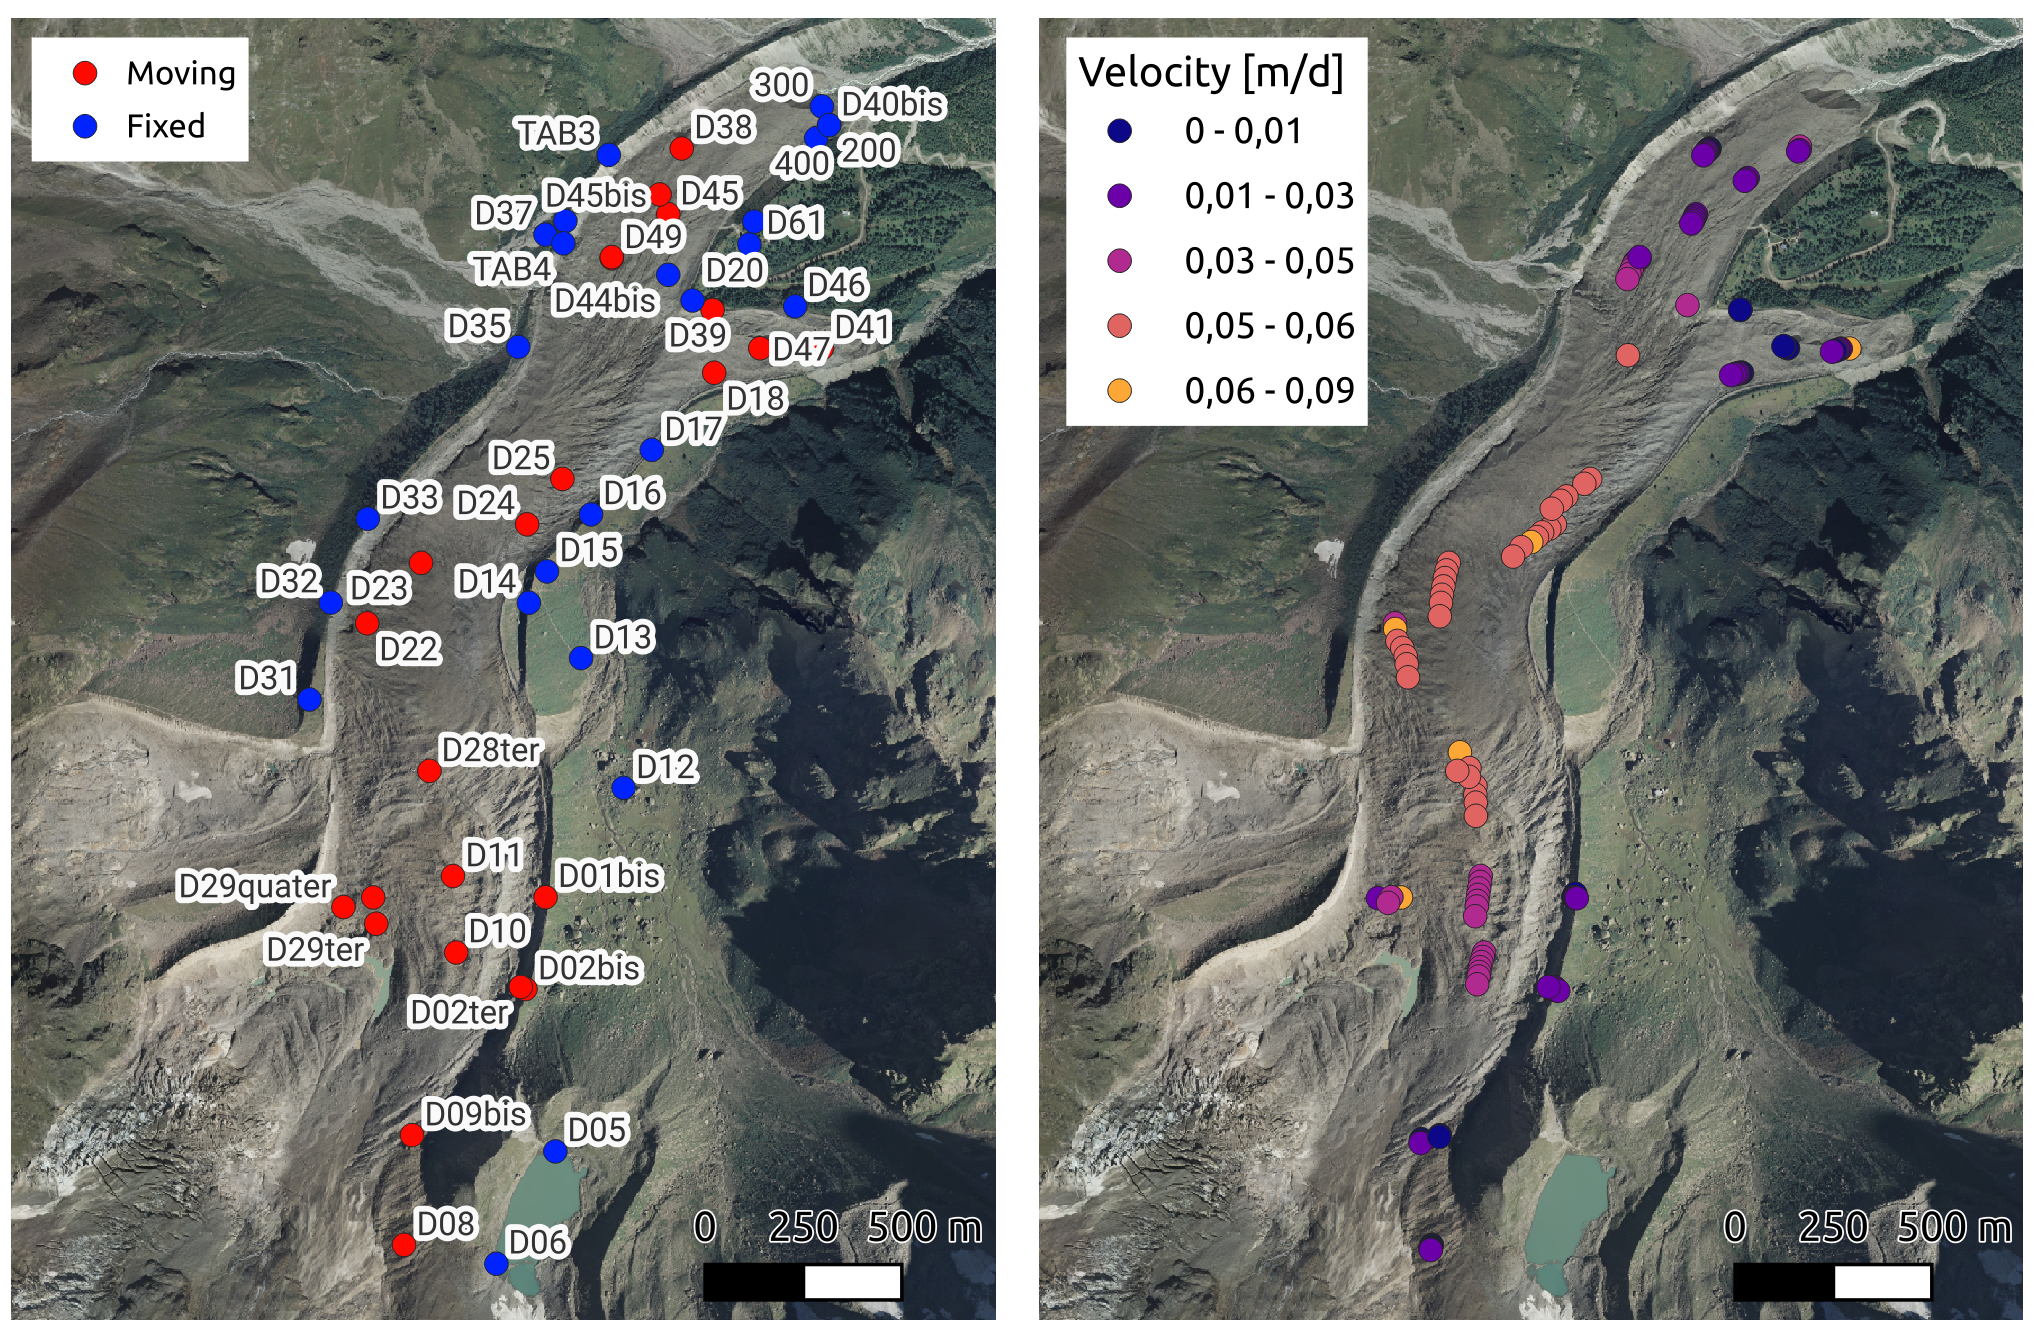 Moving
Fixed
300
D40bis
TAB3
D38
400
200
D45bis
D45
D37
D61
D49
TAB4
D20
D44bis
D46
D35
D39
D47
D41
D18
D17
D25
D24
D16
D33
D15
D32
D23
D14
D22
D13
D31
D28ter
D12
D11
D29quater
D01bis
D10
D29ter
D02bis
D02ter
D09bis
D05
D08
D06
0 250 500 m
Velocity [m/d]
0 - 0,01
0,01 - 0,03
0,03 - 0,05
0,05 - 0,06
0,06 - 0,09
0 250 500 m